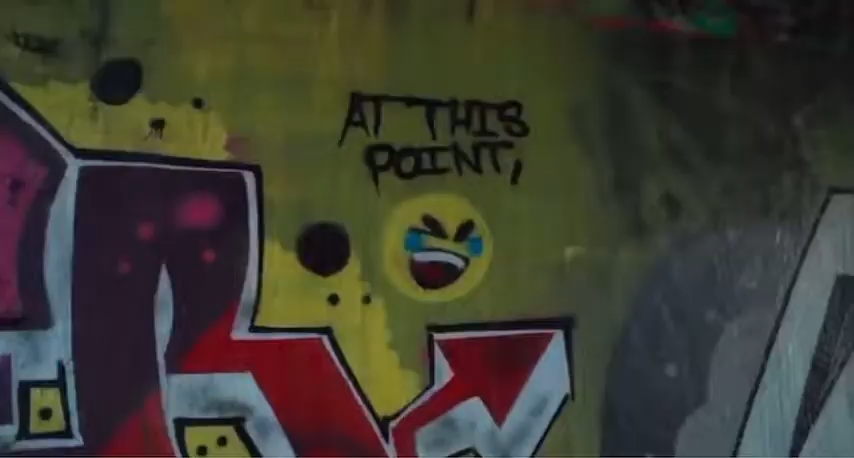 AT THIS
POINT,